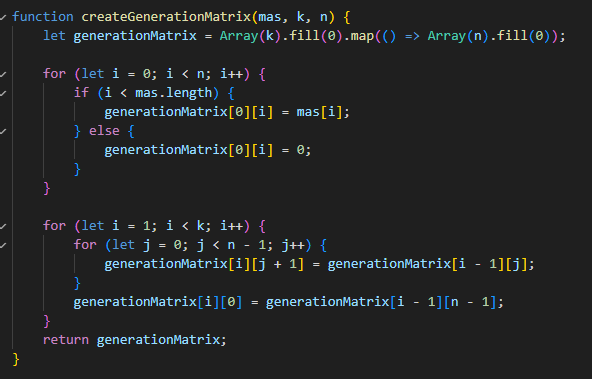 function createGenerationMatrix(mas, k, n) {
    let generationMatrix = Array(k).fill(0).map(() => Array(n).fill(0));

    for (let i = 0; i < n; i++) {
        if (i < mas.length) {
            generationMatrix[0][i] = mas[i];
        } else {
            generationMatrix[0][i] = 0;
        }
    }

    for (let i = 1; i < k; i++) {
        for (let j = 0; j < n - 1; j++) {
            generationMatrix[i][j + 1] = generationMatrix[i - 1][j];
        }
        generationMatrix[i][0] = generationMatrix[i - 1][n - 1];
    }
    return generationMatrix;
}